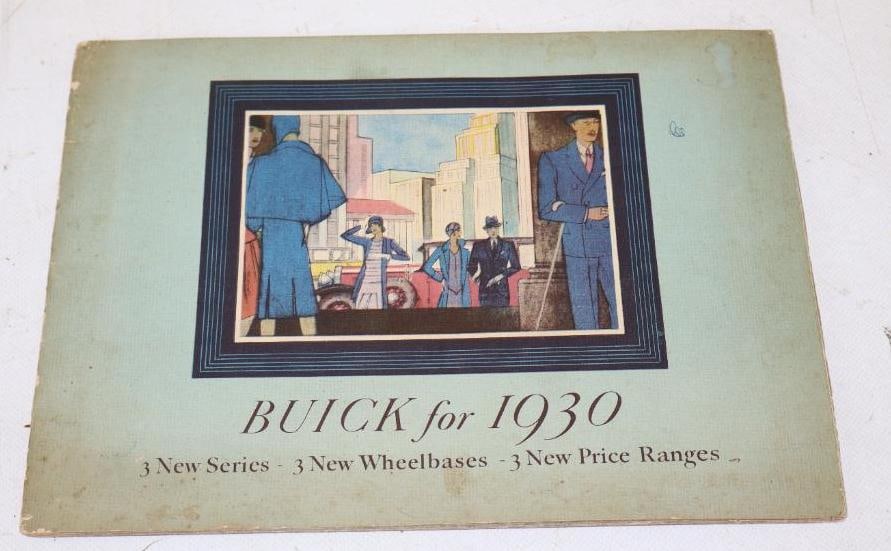 BUICK for 1930
3 New Series - 3 New Wheelbases - 3 New Price Ranges